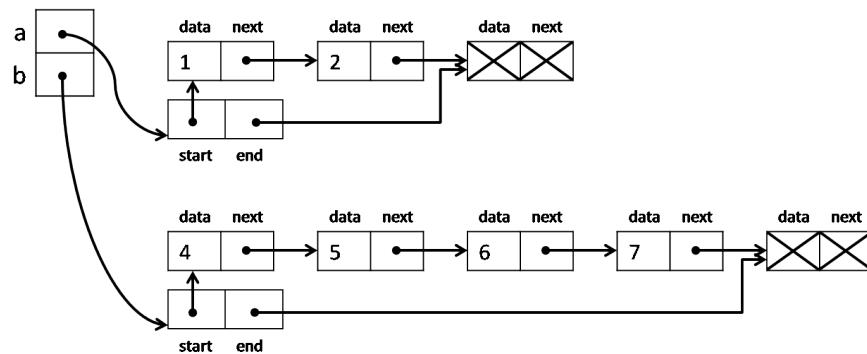 a
b
data next data next data next
1 2
start end
data next data next data next data next data next
4 5 6 7
start end